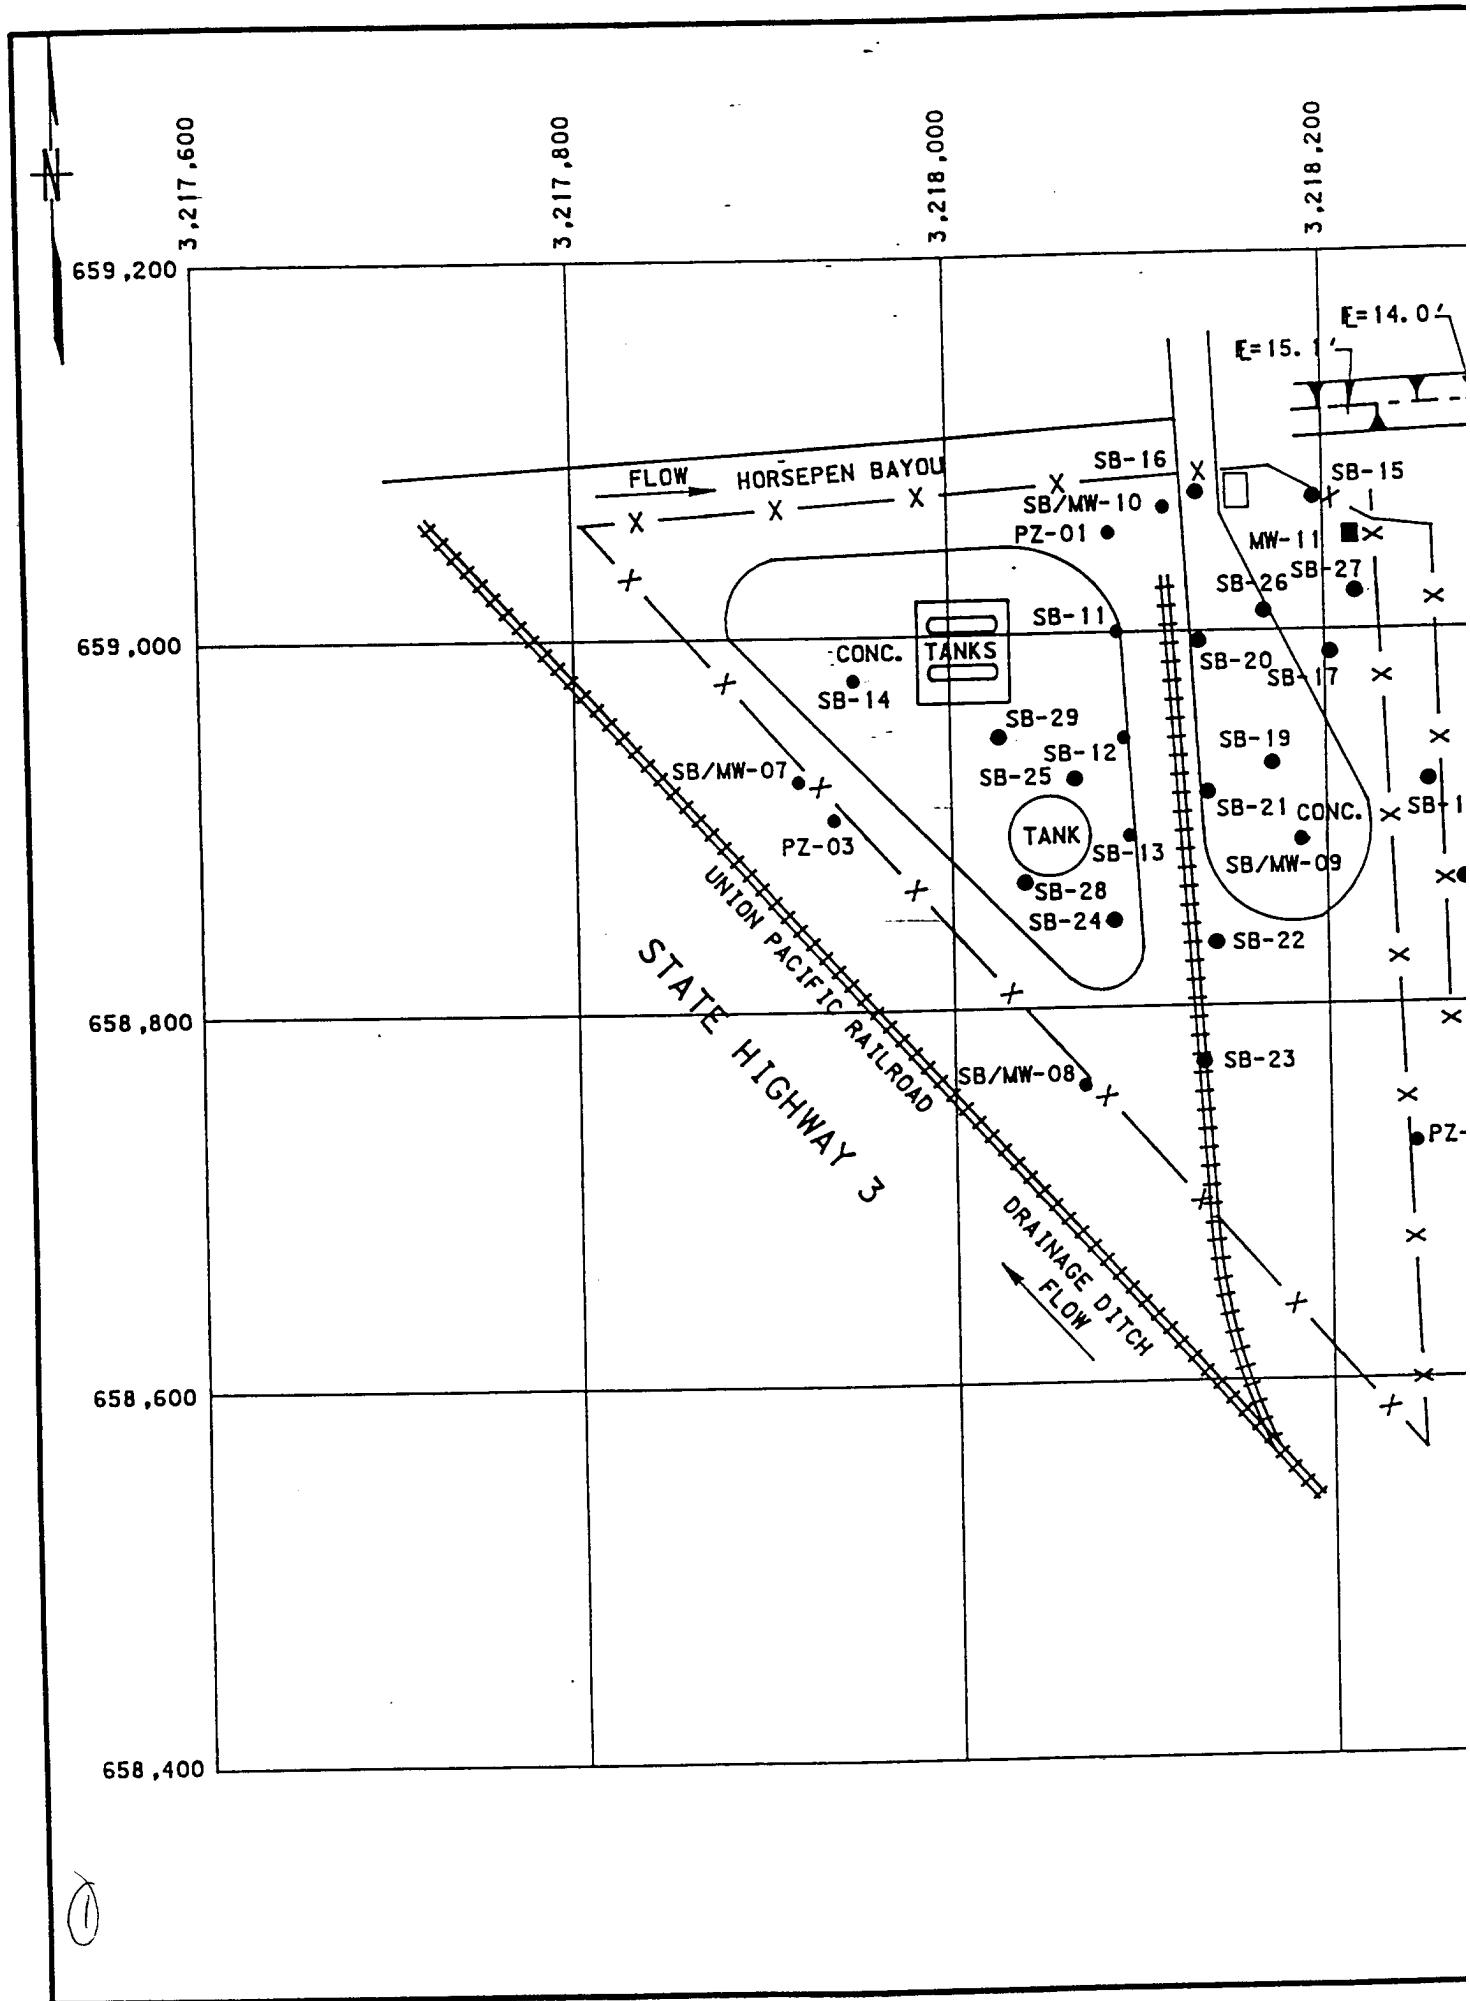 N
3,217,600
3,217,800
3,218,000
3,218,200
659,200
E=14.0'
E=15.1'
FLOW
HORSEPEN BAYOU
SB-16
SB-15
SB/MW-10
PZ-01
MW-11
SB-27
SB-26
SB-11
659,000
CONC.
TANKS
SB-20
SB-17
SB-14
SB-29
SB-12
SB-19
SB/MW-07
SB-25
SB-21
CONC.
SB-1
PZ-03
TANK
SB-13
SB/MW-09
SB-28
SB-24
SB-22
UNION PACIFIC RAILROAD
STATE HIGHWAY 3
658,800
SB/MW-08
SB-23
PZ-
DRAINAGE DITCH
FLOW
658,600
658,400
1